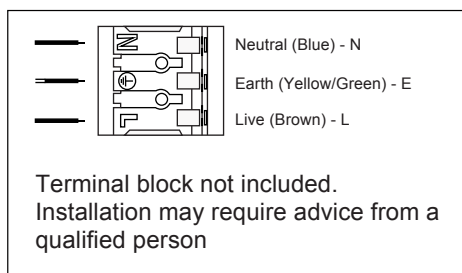 N
Neutral (Blue) - N
Earth (Yellow/Green) - E
L
Live (Brown) - L
Terminal block not included.
Installation may require advice from a
qualified person